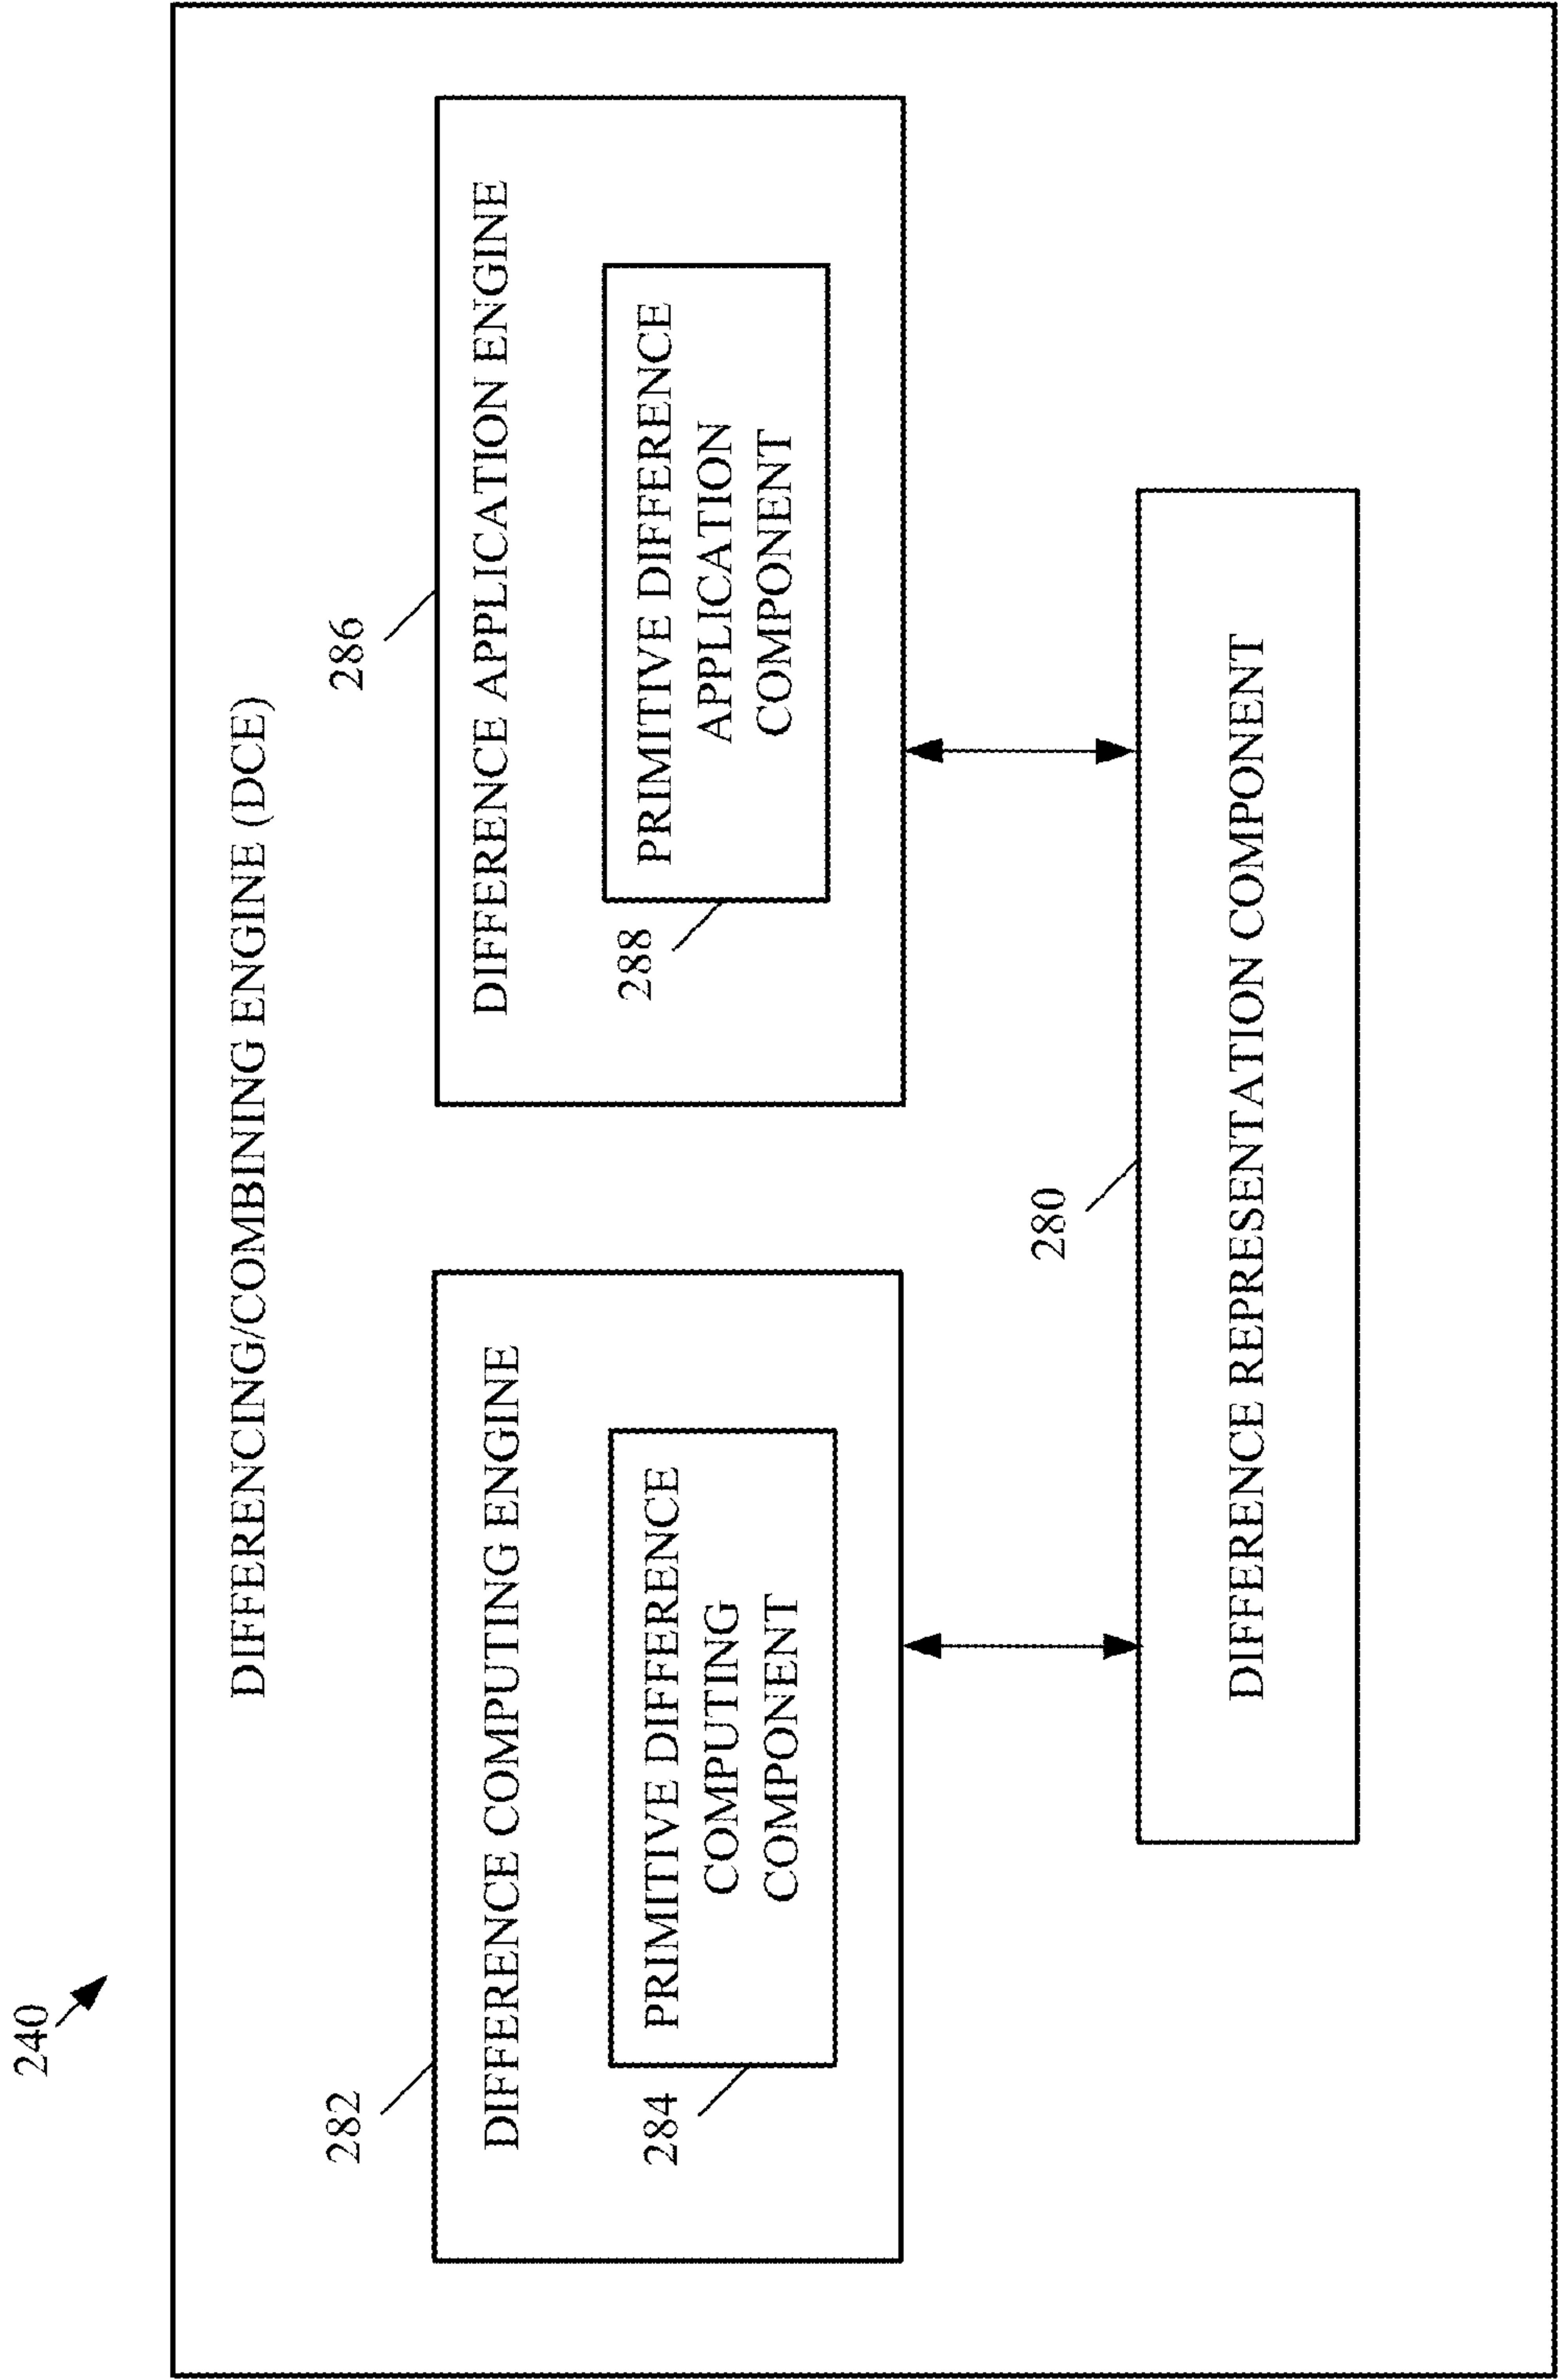 240
DIFFERENCING/COMBINING ENGINE (DCE)
282
DIFFERENCE COMPUTING ENGINE
284
PRIMITIVE DIFFERENCE
COMPUTING
COMPONENT
286
DIFFERENCE APPLICATION ENGINE
288
PRIMITIVE DIFFERENCE
APPLICATION
COMPONENT
280
DIFFERENCE REPRESENTATION COMPONENT